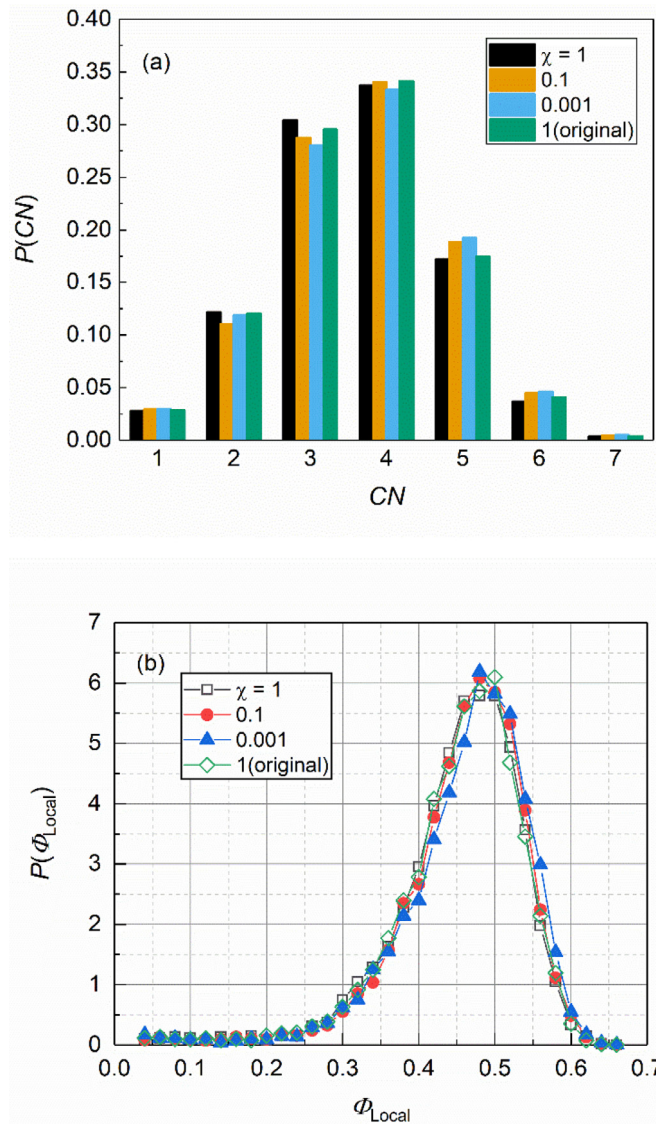 (a)
χ = 1
0.1
0.001
1(original)
0.40
0.35
0.30
0.25
0.20
0.15
0.10
0.05
0.00
P(CN)
1 2 3 4 5 6 7
CN
(b)
χ = 1
0.1
0.001
1(original)
7
6
5
4
3
2
1
0
P(Φ_Local)
0.0 0.1 0.2 0.3 0.4 0.5 0.6 0.7
Φ_Local